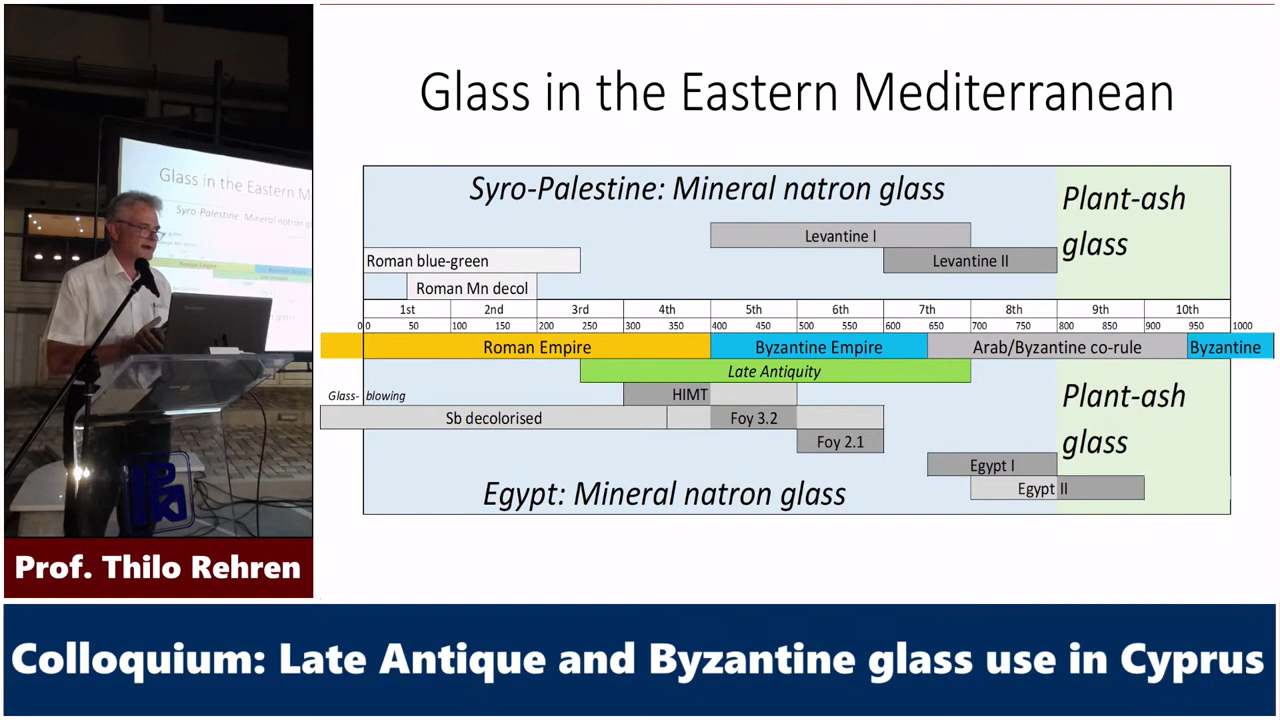 Glass in the Eastern Mediterranean
Syro-Palestine: Mineral natron glass
Plant-ash
glass
Levantine I
Roman blue-green
Levantine II
Roman Mn decol
1st 2nd 3rd 4th 5th 6th 7th 8th 9th 10th
0 0 50 100 150 200 250 300 350 400 450 500 550 600 650 700 750 800 850 900 950 1000
Roman Empire Byzantine Empire Arab/Byzantine co-rule Byzantine
Late Antiquity
Glass- blowing HIMT
Plant-ash
glass
Sb decolorised Foy 3.2
Foy 2.1
Egypt I
Egypt II
Egypt: Mineral natron glass
Glass in the Eastern M
Syro-Palestine: Mineral natron gl
Prof. Thilo Rehren
Colloquium: Late Antique and Byzantine glass use in Cyprus